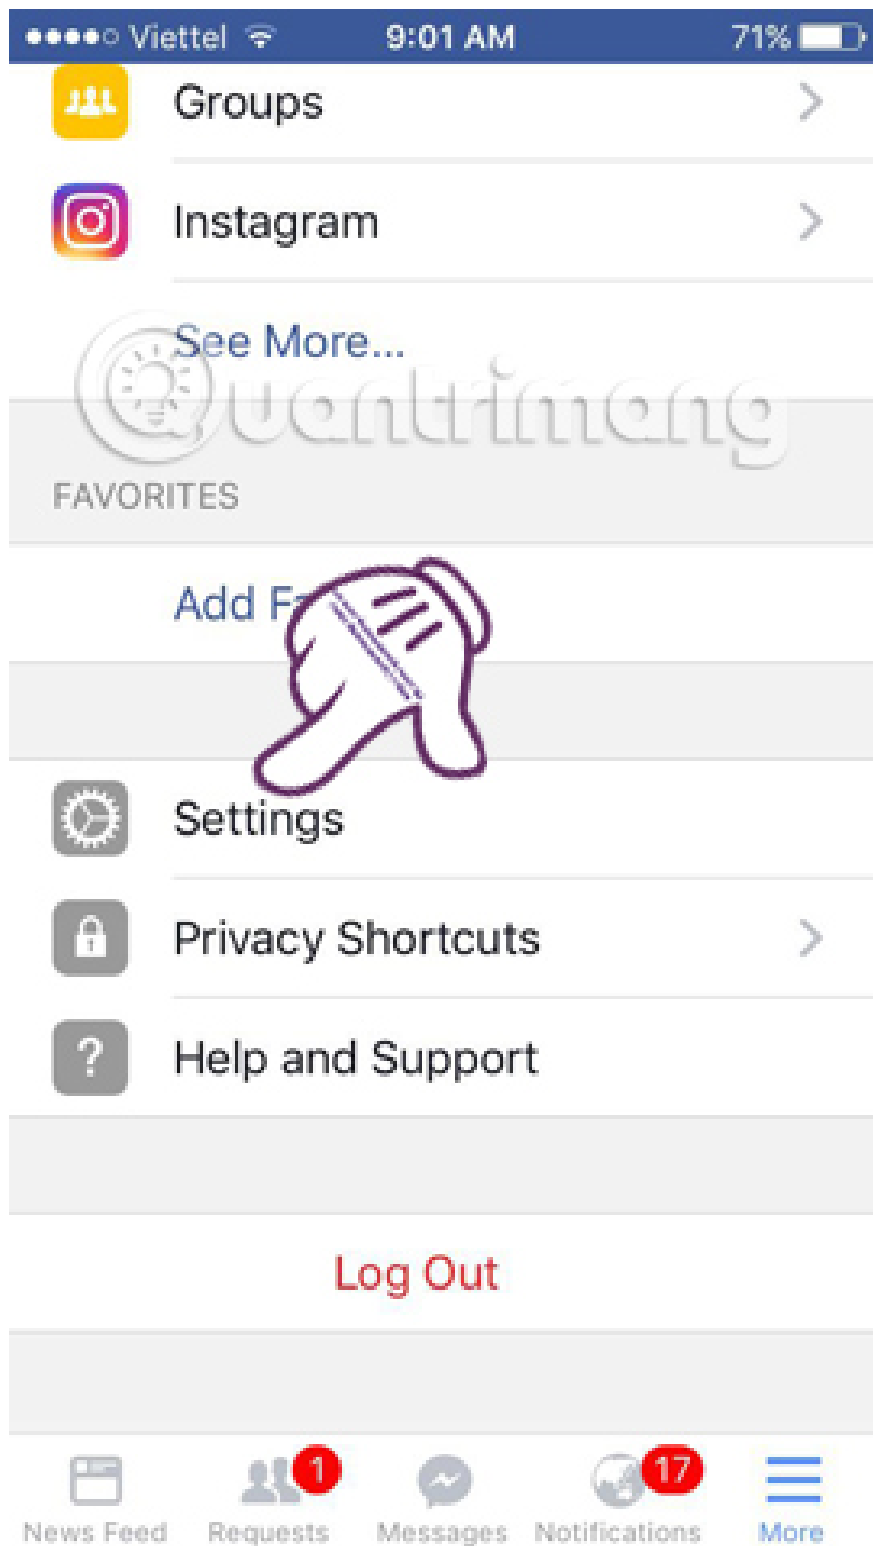 Viettel 9:01 AM 71%
Groups
Instagram
See More...
Quantrimang
FAVORITES
Add
Settings
Privacy Shortcuts
?
Help and Support
Log Out
1 17
News Feed Requests Messages Notifications More